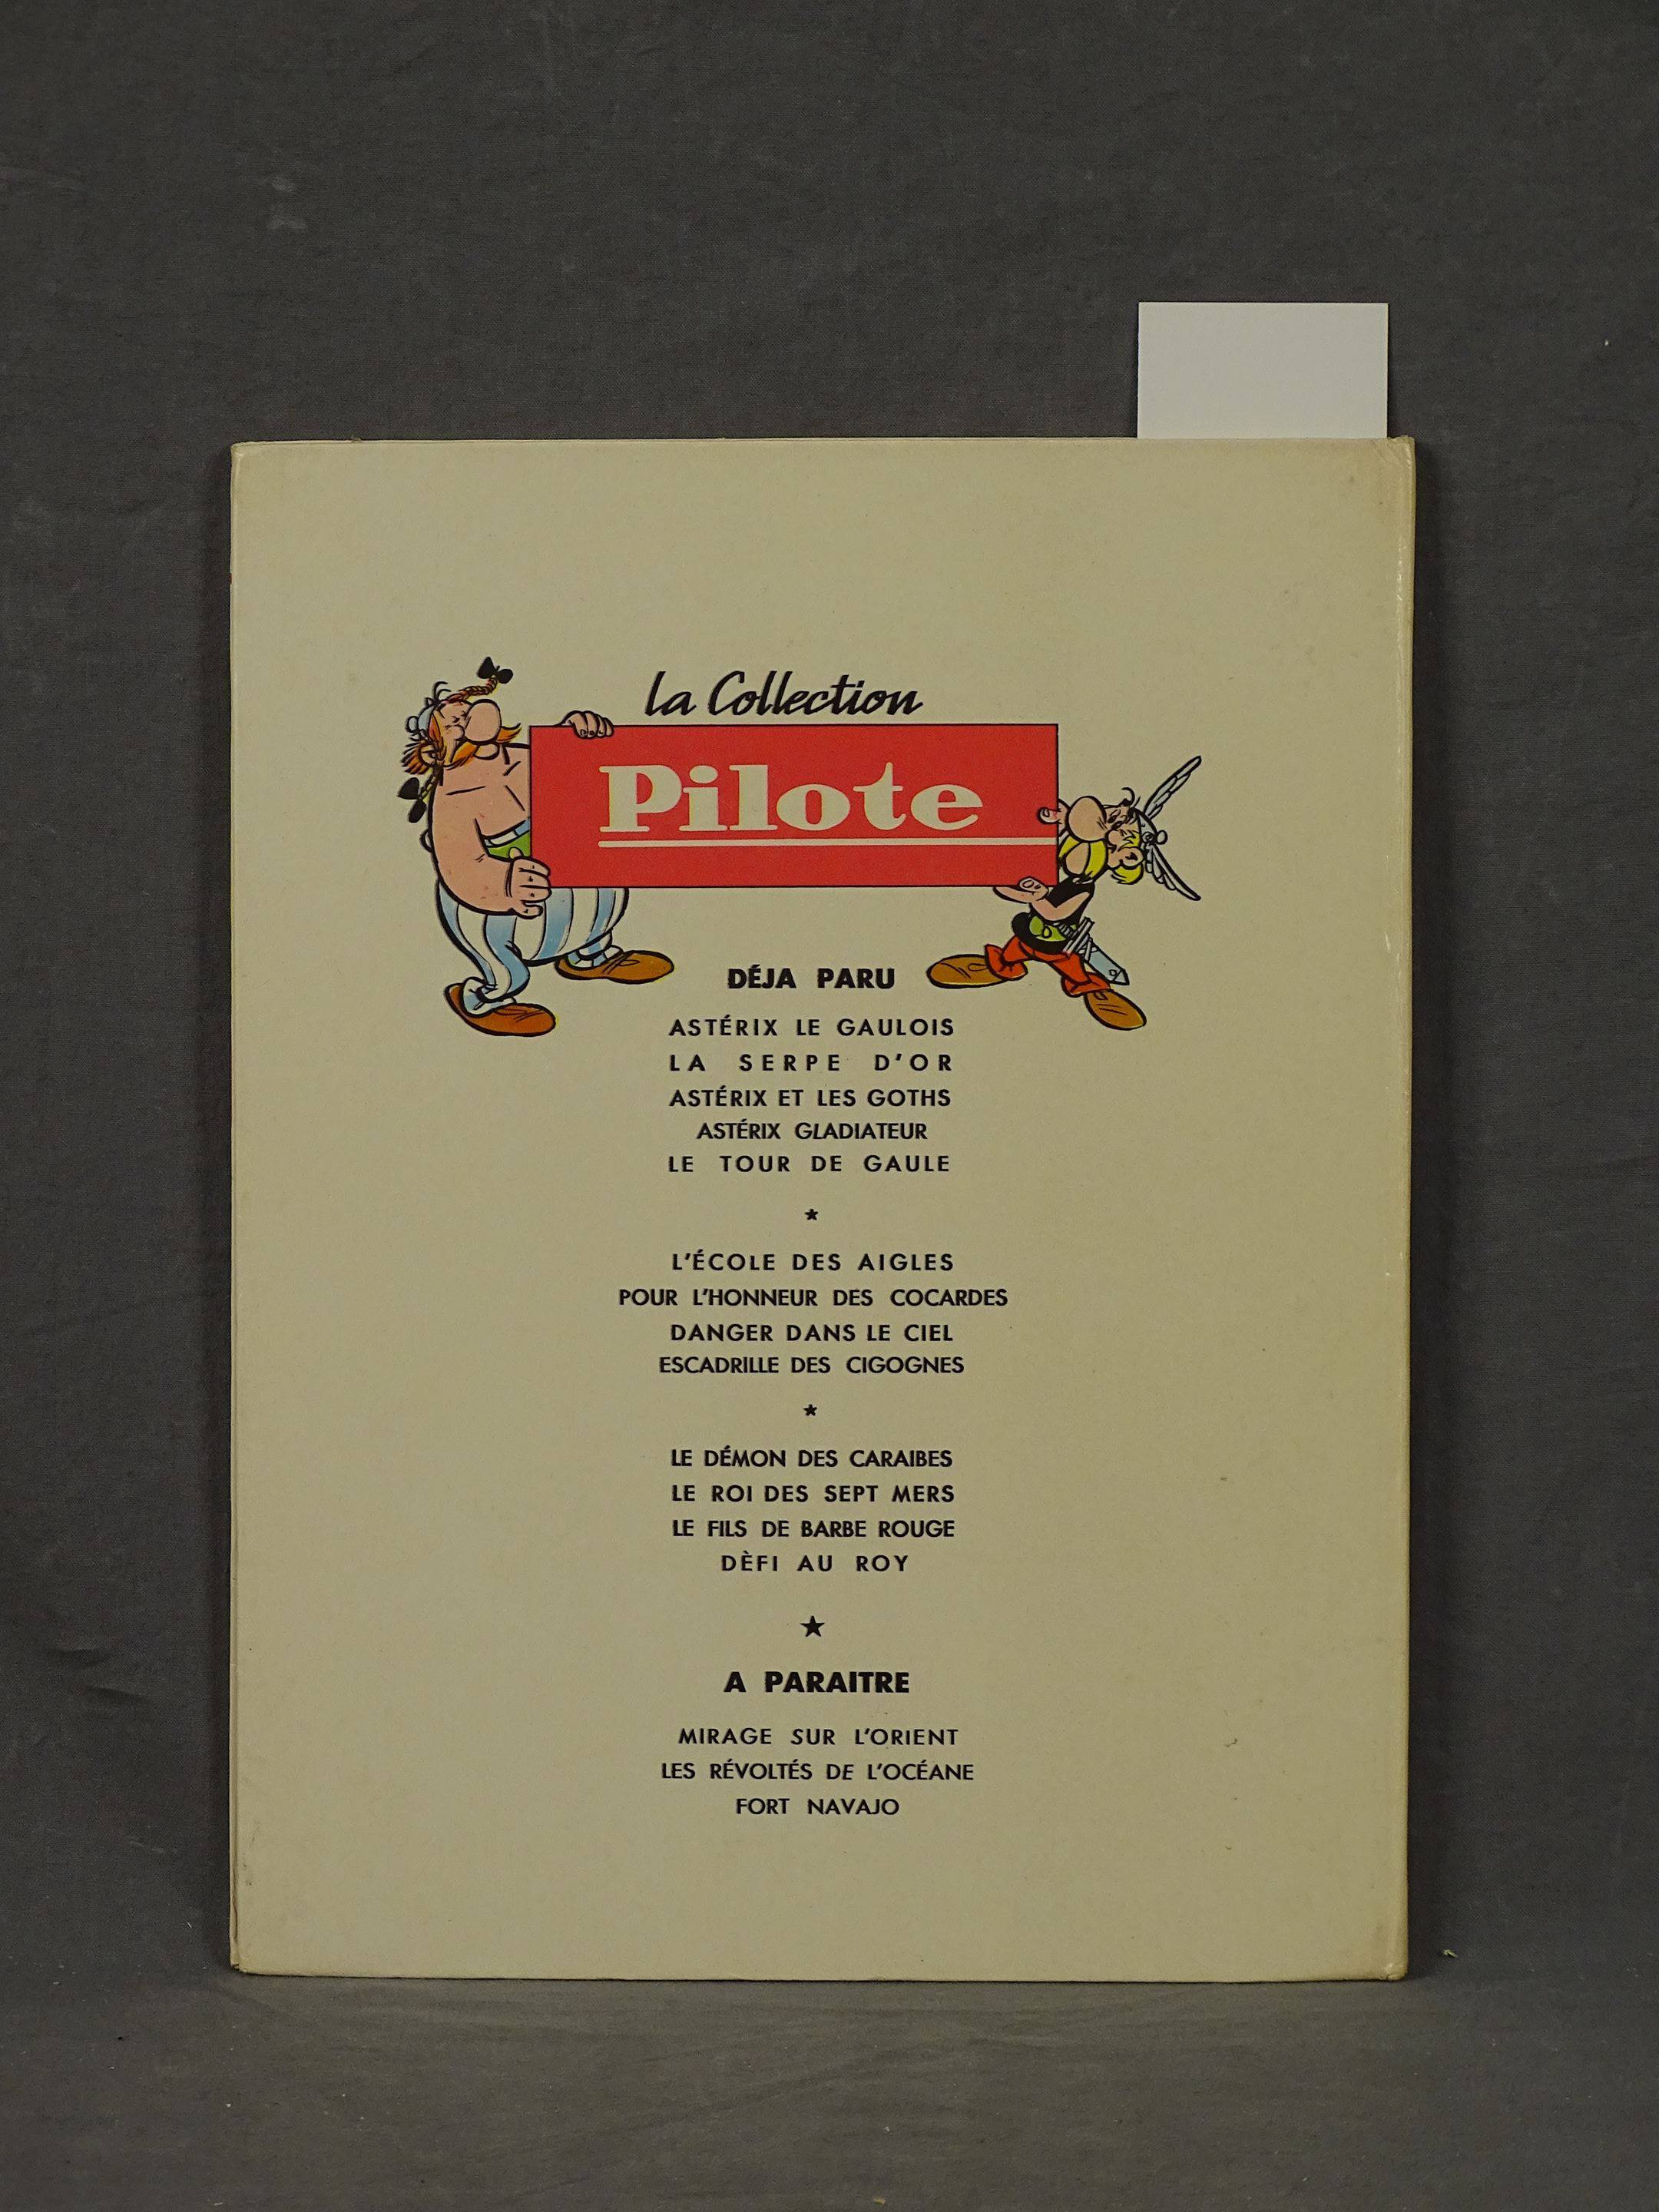 la Collection
Pilote
DÉJA PARU
ASTÉRIX LE GAULOIS
LA SERPE D'OR
ASTÉRIX ET LES GOTHS
ASTÉRIX GLADIATEUR
LE TOUR DE GAULE
★
L'ÉCOLE DES AIGLES
POUR L'HONNEUR DES COCARDES
DANGER DANS LE CIEL
ESCADRILLE DES CIGOGNES
★
LE DÉMON DES CARAIBES
LE ROI DES SEPT MERS
LE FILS DE BARBE ROUGE
DÈFI AU ROY
★
A PARAITRE
MIRAGE SUR L'ORIENT
LES RÉVOLTÉS DE L'OCÉANE
FORT NAVAJO